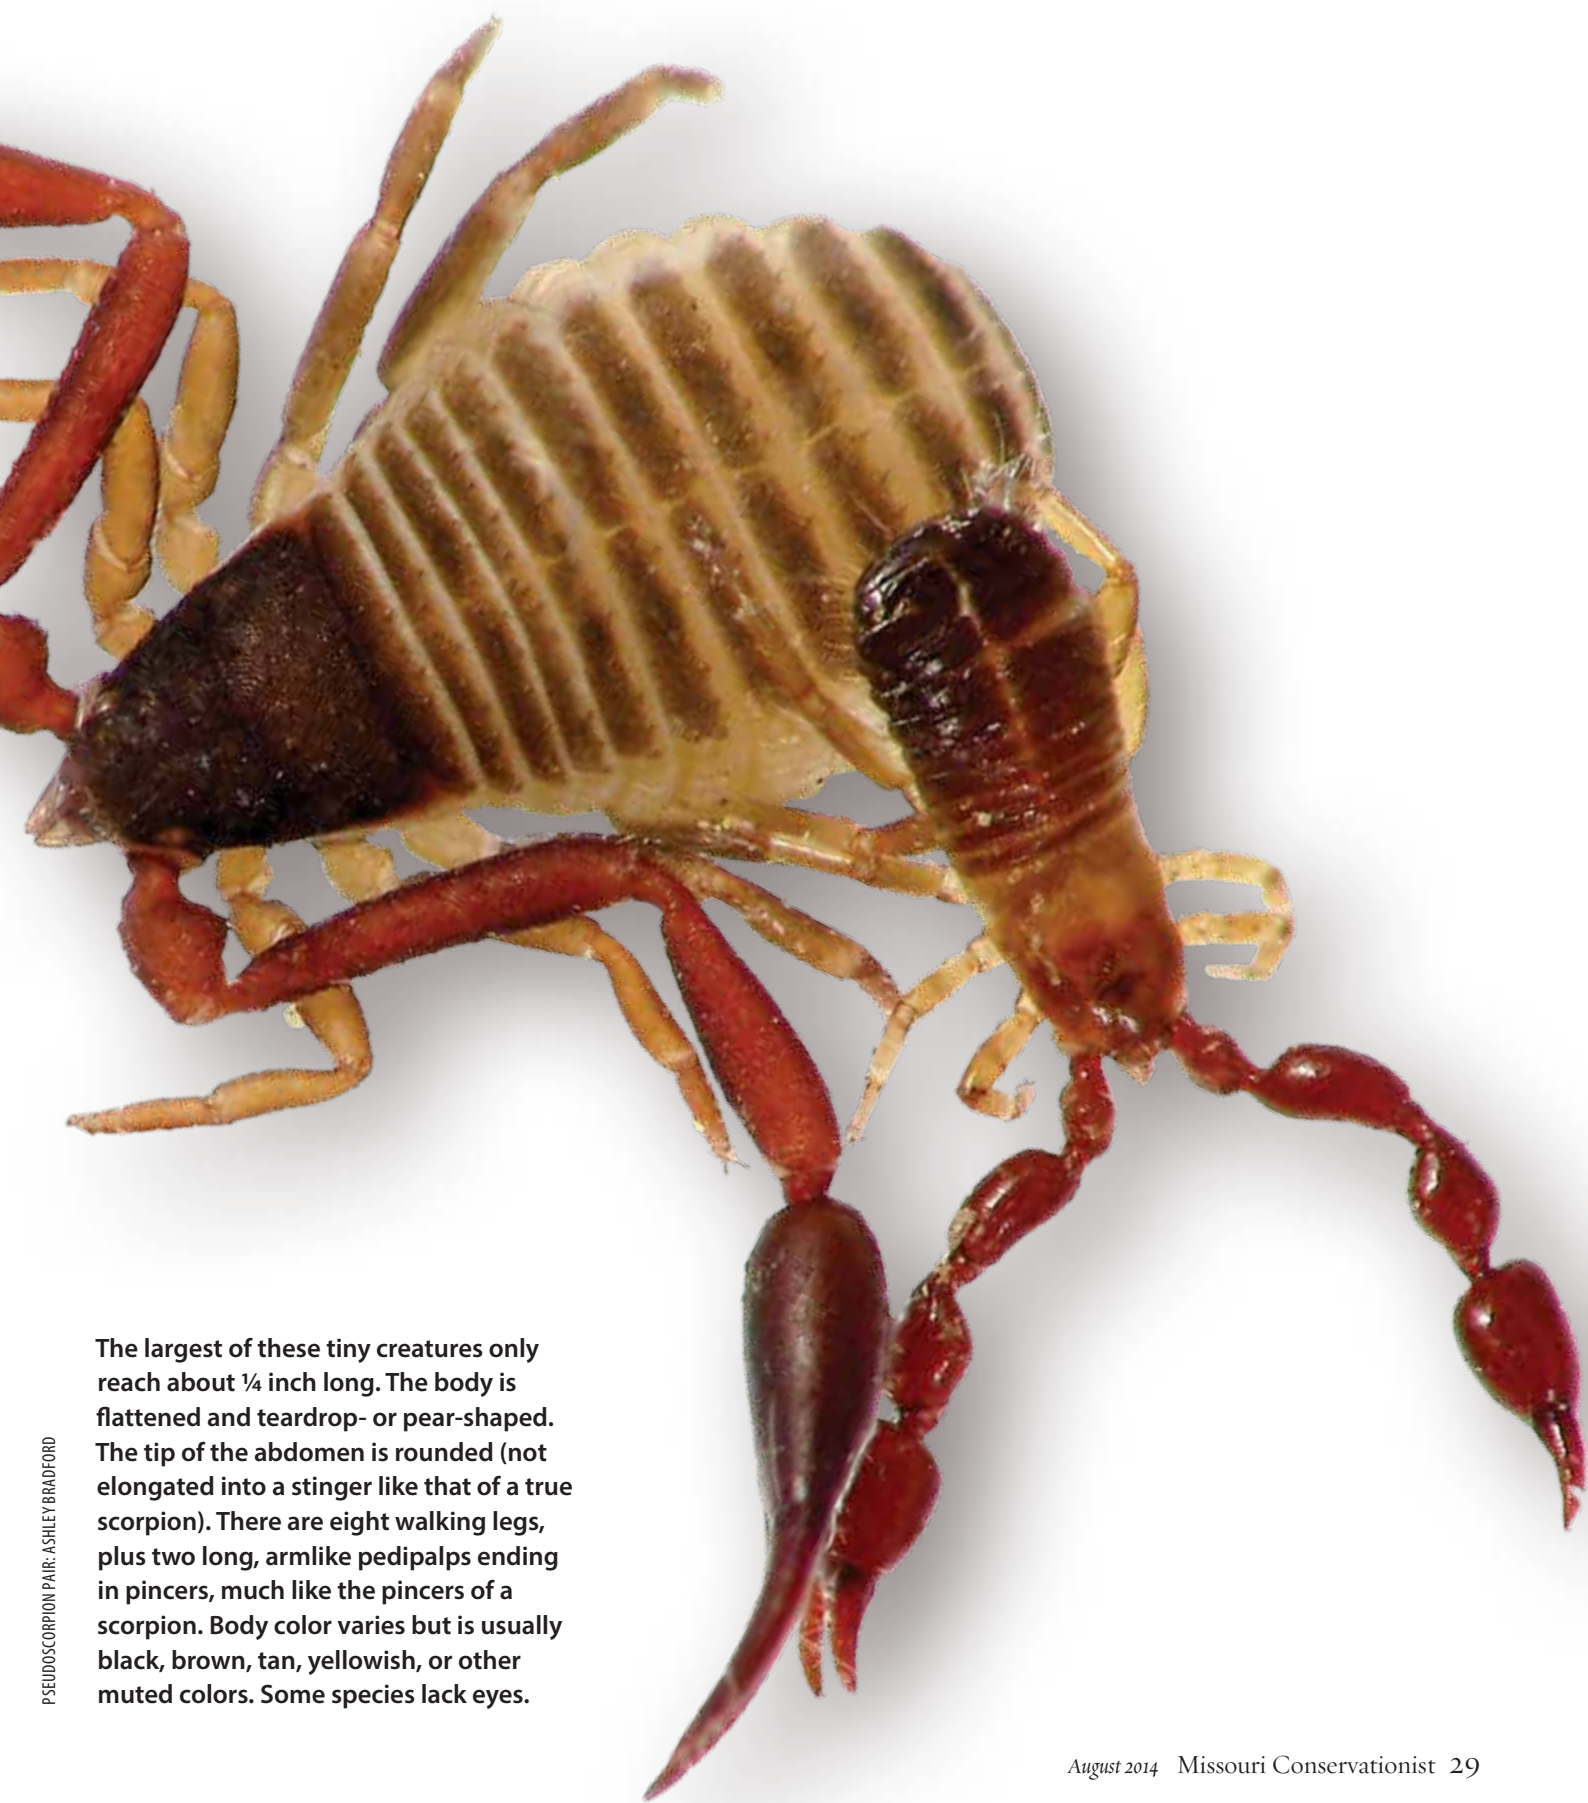 The largest of these tiny creatures only
reach about ¼ inch long. The body is
flattened and teardrop- or pear-shaped.
The tip of the abdomen is rounded (not
elongated into a stinger like that of a true
scorpion). There are eight walking legs,
plus two long, armlike pedipalps ending
in pincers, much like the pincers of a
scorpion. Body color varies but is usually
black, brown, tan, yellowish, or other
muted colors. Some species lack eyes.
PSEUDOSCORPION PAIR: ASHLEY BRADFORD
August 2014 Missouri Conservationist 29